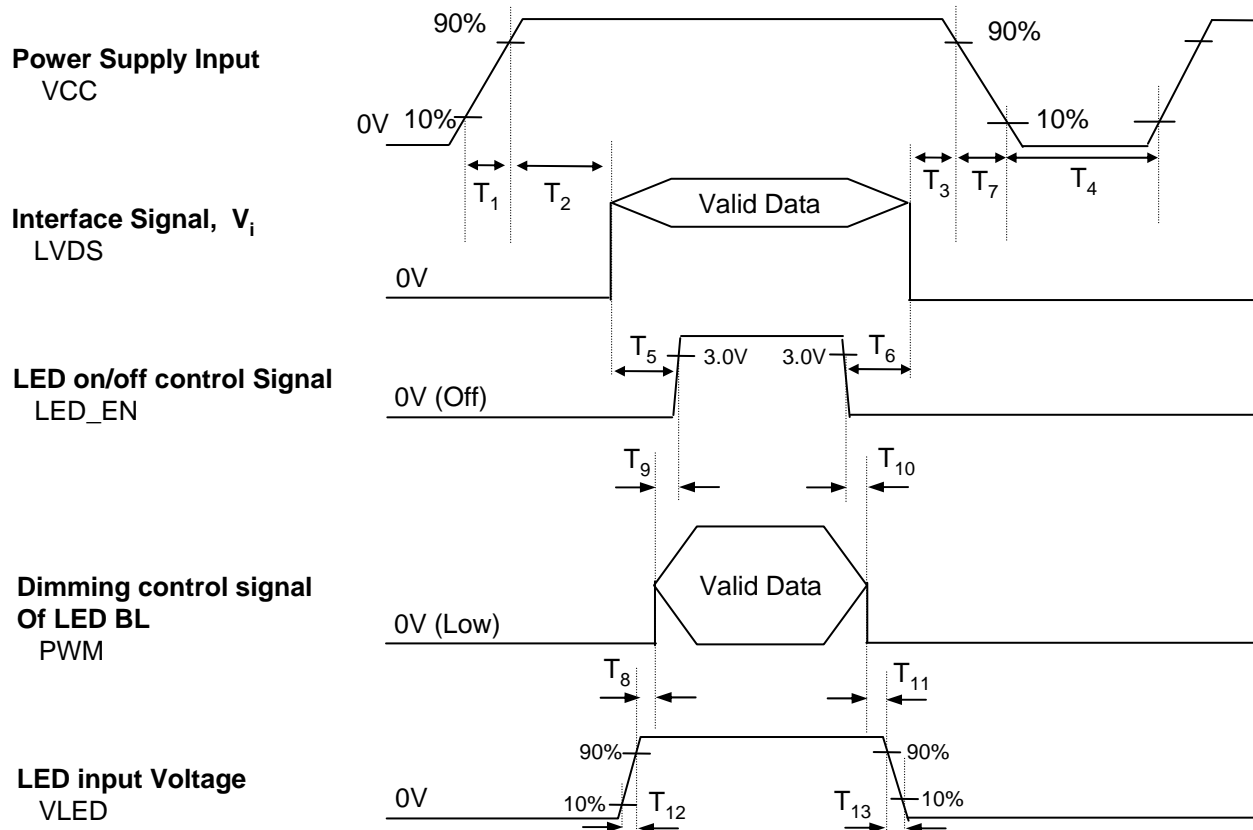 90%
90%
Power Supply Input
VCC
0V
10%
10%
T1
T2
T3
T7
T4
Interface Signal, Vi
LVDS
Valid Data
0V
LED on/off control Signal
LED_EN
T5
3.0V
3.0V
T6
0V (Off)
T9
T10
Dimming control signal
Of LED BL
PWM
Valid Data
0V (Low)
T8
T11
LED input Voltage
VLED
90%
90%
0V
10%
T12
T13
10%